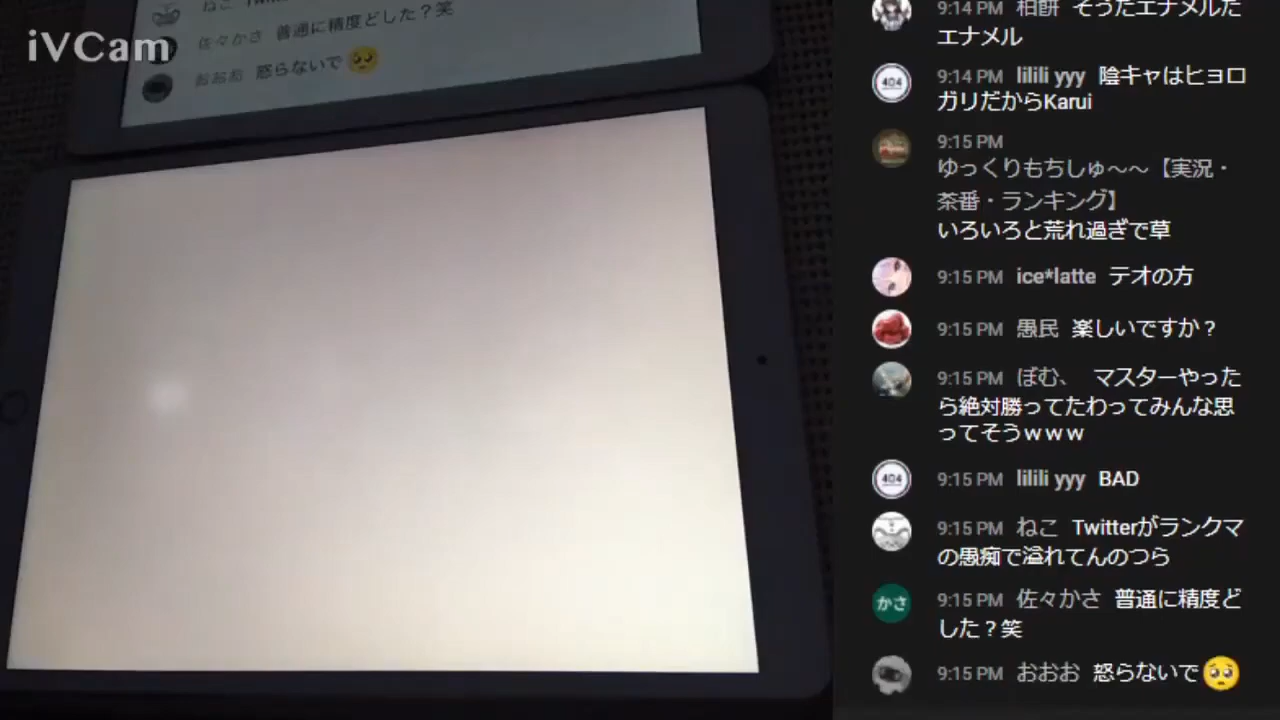 iVCam
ねこ
佐々かさ 普通に精度どした？笑
おおお 怒らないで🥺
9:14 PM 柏餅 そうだエナメルだ
エナメル
404
9:14 PM lilili yyy 陰キャはヒョロ
ガリだからKarui
9:15 PM
ゆっくりもちしゅ〜〜【実況・
茶番・ランキング】
いろいろと荒れ過ぎで草
9:15 PM ice*latte テオの方
9:15 PM 愚民 楽しいですか？
9:15 PM ぽむ、 マスターやった
ら絶対勝ってたわってみんな思
ってそうｗｗｗ
404
9:15 PM lilili yyy BAD
9:15 PM ねこ Twitterがランクマ
の愚痴で溢れてんのつら
かさ
9:15 PM 佐々かさ 普通に精度ど
した？笑
9:15 PM おおお 怒らないで🥺